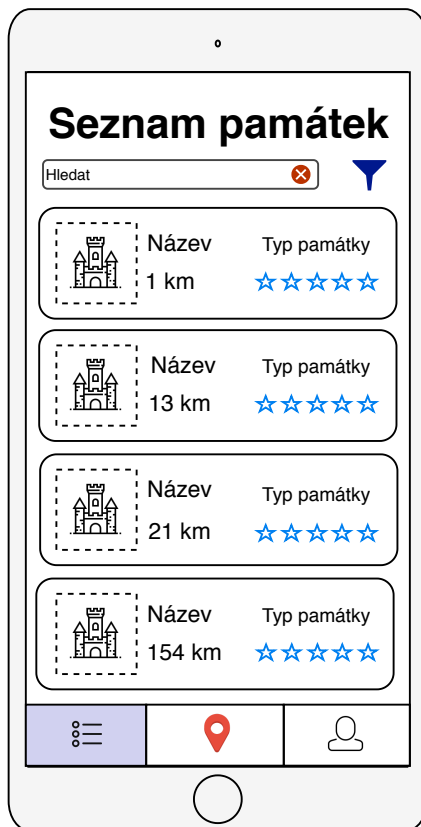 Seznam památek
Hledat
Název
Typ památky
1 km
Název
Typ památky
13 km
Název
Typ památky
21 km
Název
Typ památky
154 km